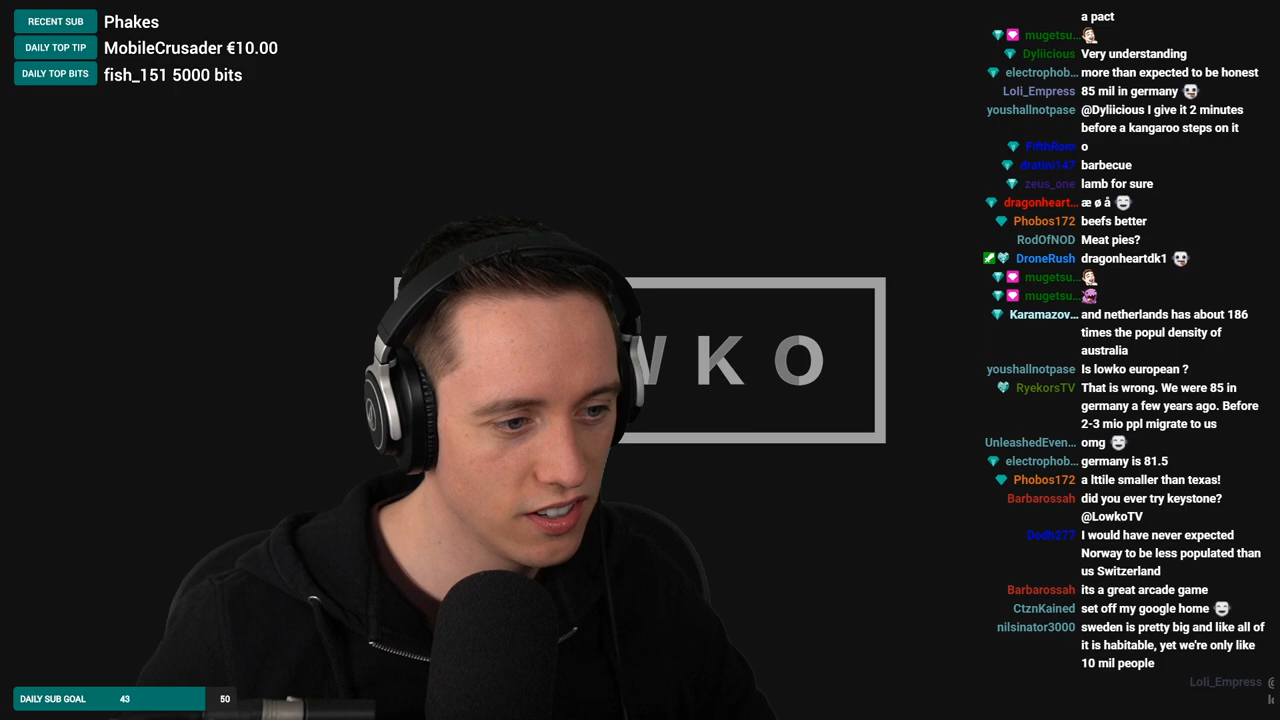 RECENT SUB Phakes
DAILY TOP TIP MobileCrusader €10.00
DAILY TOP BITS fish_151 5000 bits
W K O
DAILY SUB GOAL 43 50
a pact
mugetsu...
Dyliicious Very understanding
electrophob... more than expected to be honest
Loli_Empress 85 mil in germany
youshallnotpase @Dyliicious I give it 2 minutes
before a kangaroo steps on it
FifthRom o
dratini147 barbecue
zeus_one lamb for sure
dragonheart... æ ø å
Phobos172 beefs better
RodOfNOD Meat pies?
DroneRush dragonheartdk1
mugetsu...
mugetsu...
Karamazov... and netherlands has about 186
times the popul density of
australia
youshallnotpase Is lowko european ?
RyekorsTV That is wrong. We were 85 in
germany a few years ago. Before
2-3 mio ppl migrate to us
UnleashedEven... omg
electrophob... germany is 81.5
Phobos172 a lttile smaller than texas!
Barbarossah did you ever try keystone?
@LowkoTV
Dodh277 I would have never expected
Norway to be less populated than
us Switzerland
Barbarossah its a great arcade game
CtznKained set off my google home
nilsinator3000 sweden is pretty big and like all of
it is habitable, yet we're only like
10 mil people
Loli_Empress